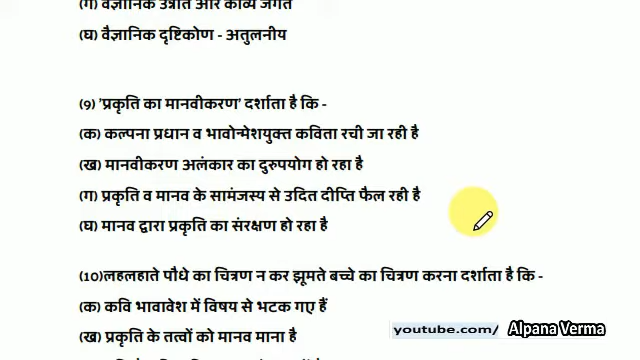 (ग) वैज्ञानिक उन्नति और काव्य जगत
(घ) वैज्ञानिक दृष्टिकोण - अतुलनीय
(9) 'प्रकृति का मानवीकरण' दर्शाता है कि -
(क) कल्पना प्रधान व भावोन्मेशयुक्त कविता रची जा रही है
(ख) मानवीकरण अलंकार का दुरुपयोग हो रहा है
(ग) प्रकृति व मानव के सामंजस्य से उदित दीप्ति फैल रही है
(घ) मानव द्वारा प्रकृति का संरक्षण हो रहा है
(10)लहलहाते पौधे का चित्रण न कर झूमते बच्चे का चित्रण करना दर्शाता है कि -
(क) कवि भावावेश में विषय से भटक गए हैं
(ख) प्रकृति के तत्वों को मानव माना है
youtube.com/ Alpana Verma